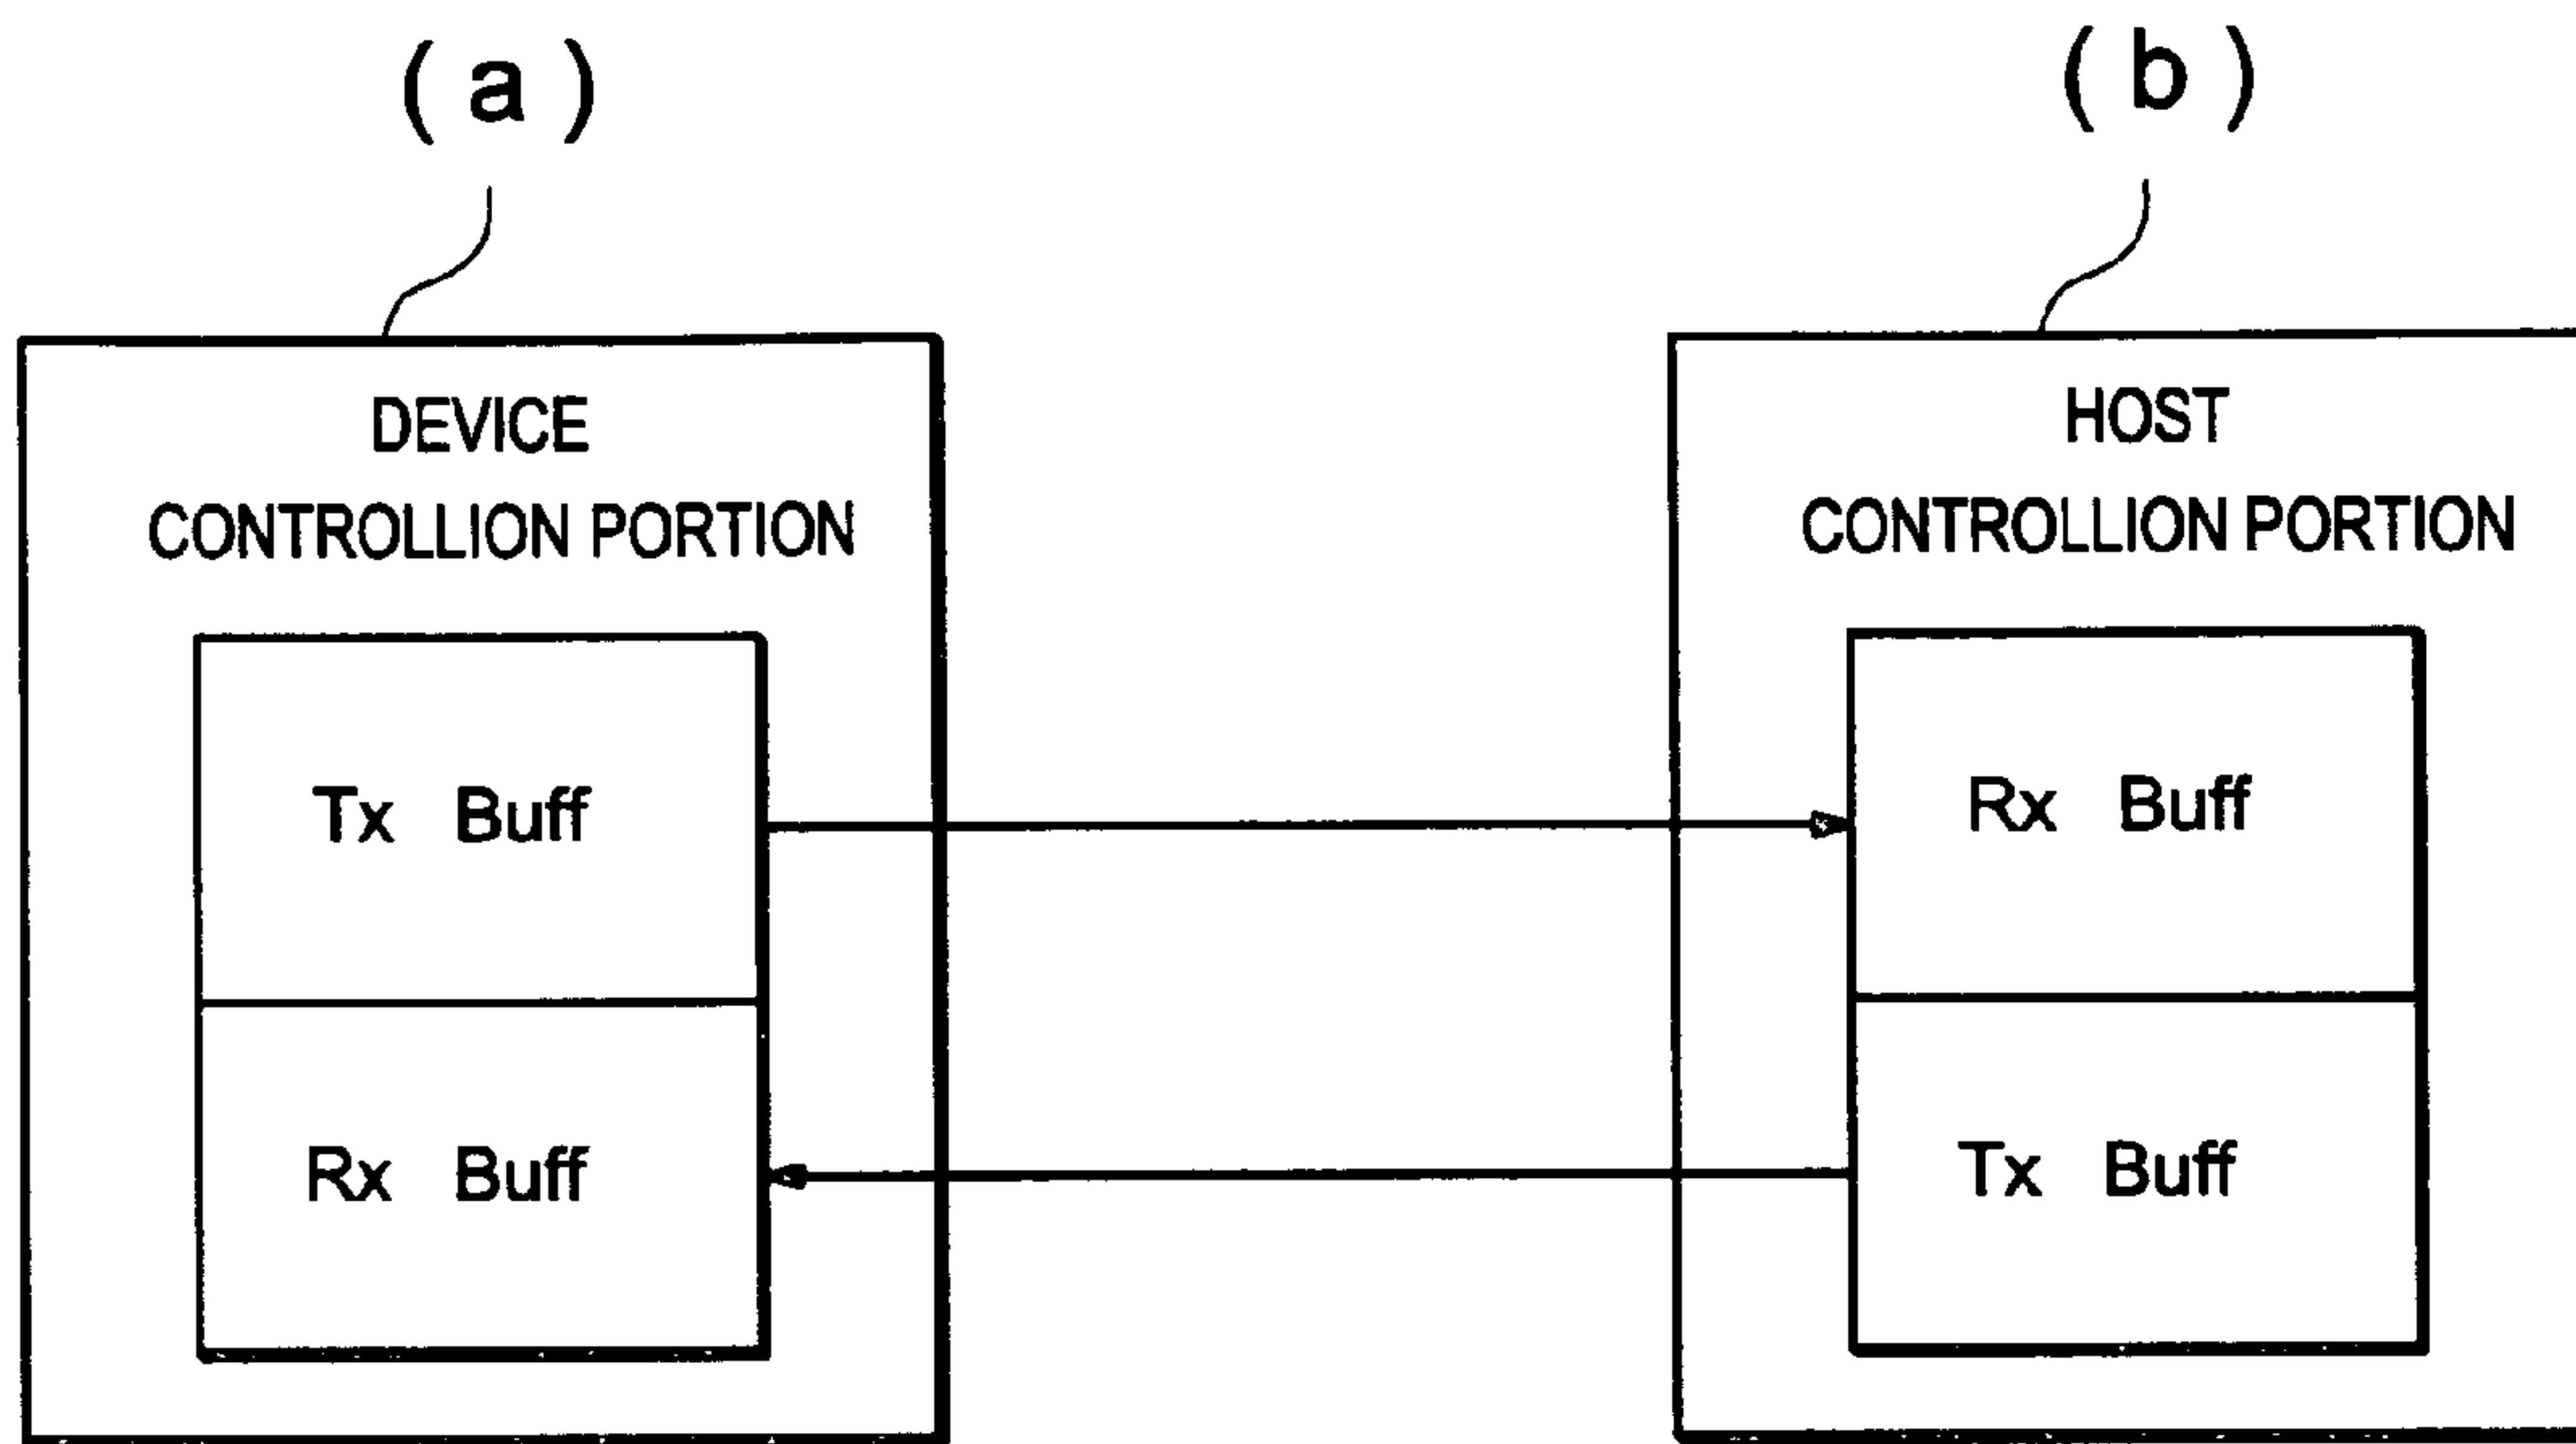 ( a )
( b )
DEVICE
CONTROLLION PORTION
HOST
CONTROLLION PORTION
Tx Buff
Rx Buff
Rx Buff
Tx Buff